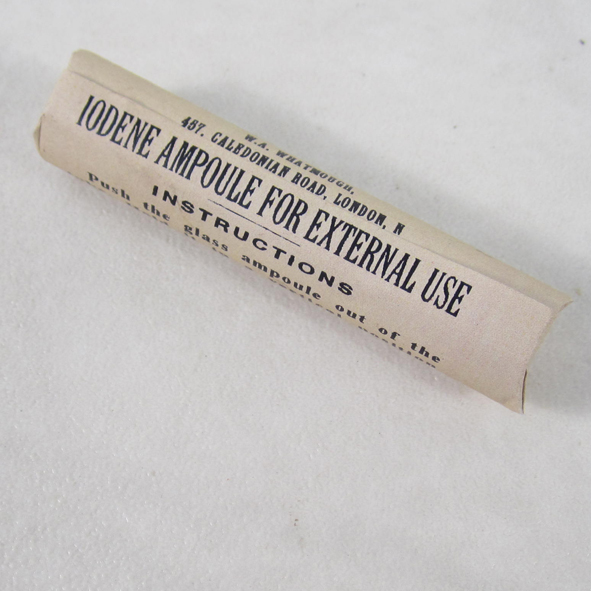 W.A. WHATMOUGH,
457. CALEDONIAN ROAD, LONDON, N
IODENE AMPOULE FOR EXTERNAL USE
INSTRUCTIONS
Push the glass ampoule out of the